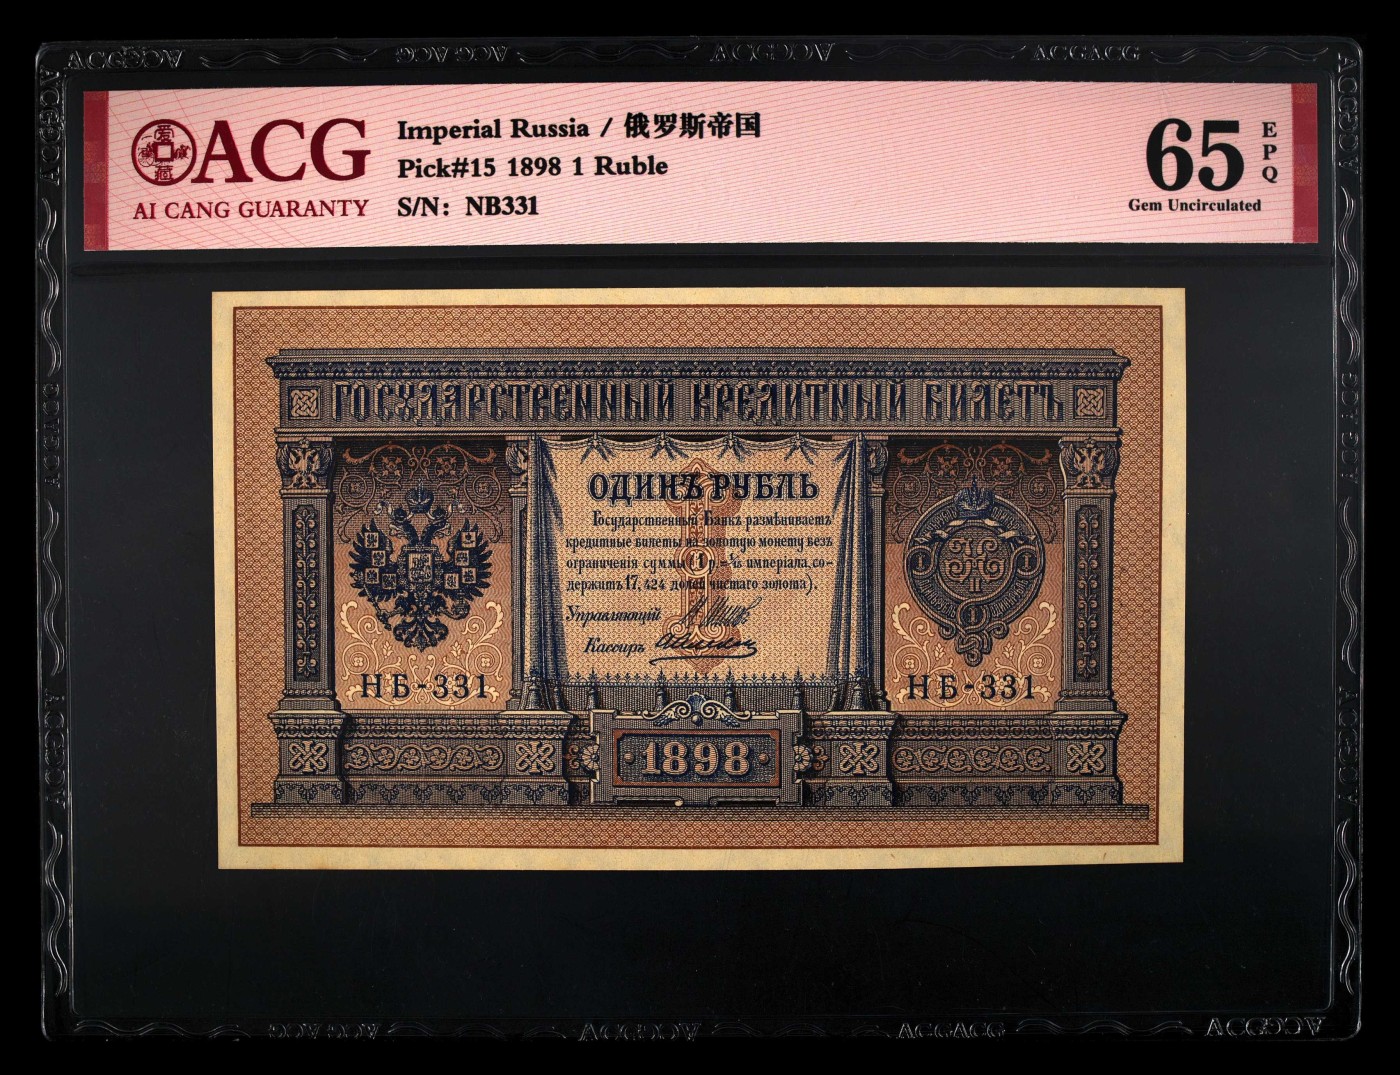 爱藏
ACG
AI CANG GUARANTY
Imperial Russia / 俄罗斯帝国
Pick#15 1898 1 Ruble
S/N: NB331
65
EPQ
Gem Uncirculated
ГОСУДАРСТВЕННЫЙ КРЕДИТНЫЙ БИЛЕТЪ
ОДИНЪ РУБЛЬ
Государственный Банкъ размѣниваетъ
кредитные билеты на золотую монету безъ
ограниченія суммы (1 р. = 1/15 имперіала, со-
держитъ 17,424 долей чистаго золота).
Управляющій
Кассиръ
НБ-331
НБ-331
1898